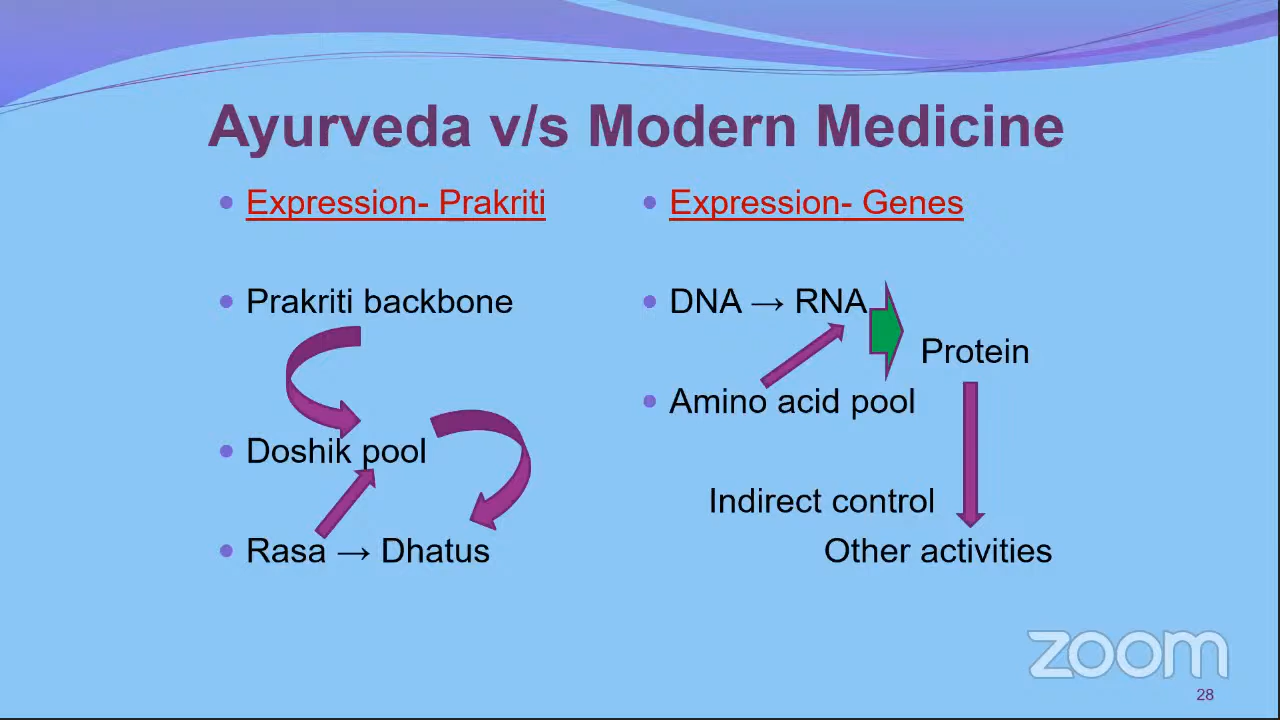 Ayurveda v/s Modern Medicine
Expression- Prakriti
Prakriti backbone
Doshik pool
Rasa → Dhatus
Expression- Genes
DNA → RNA
Protein
Amino acid pool
Indirect control
Other activities
zoom
28